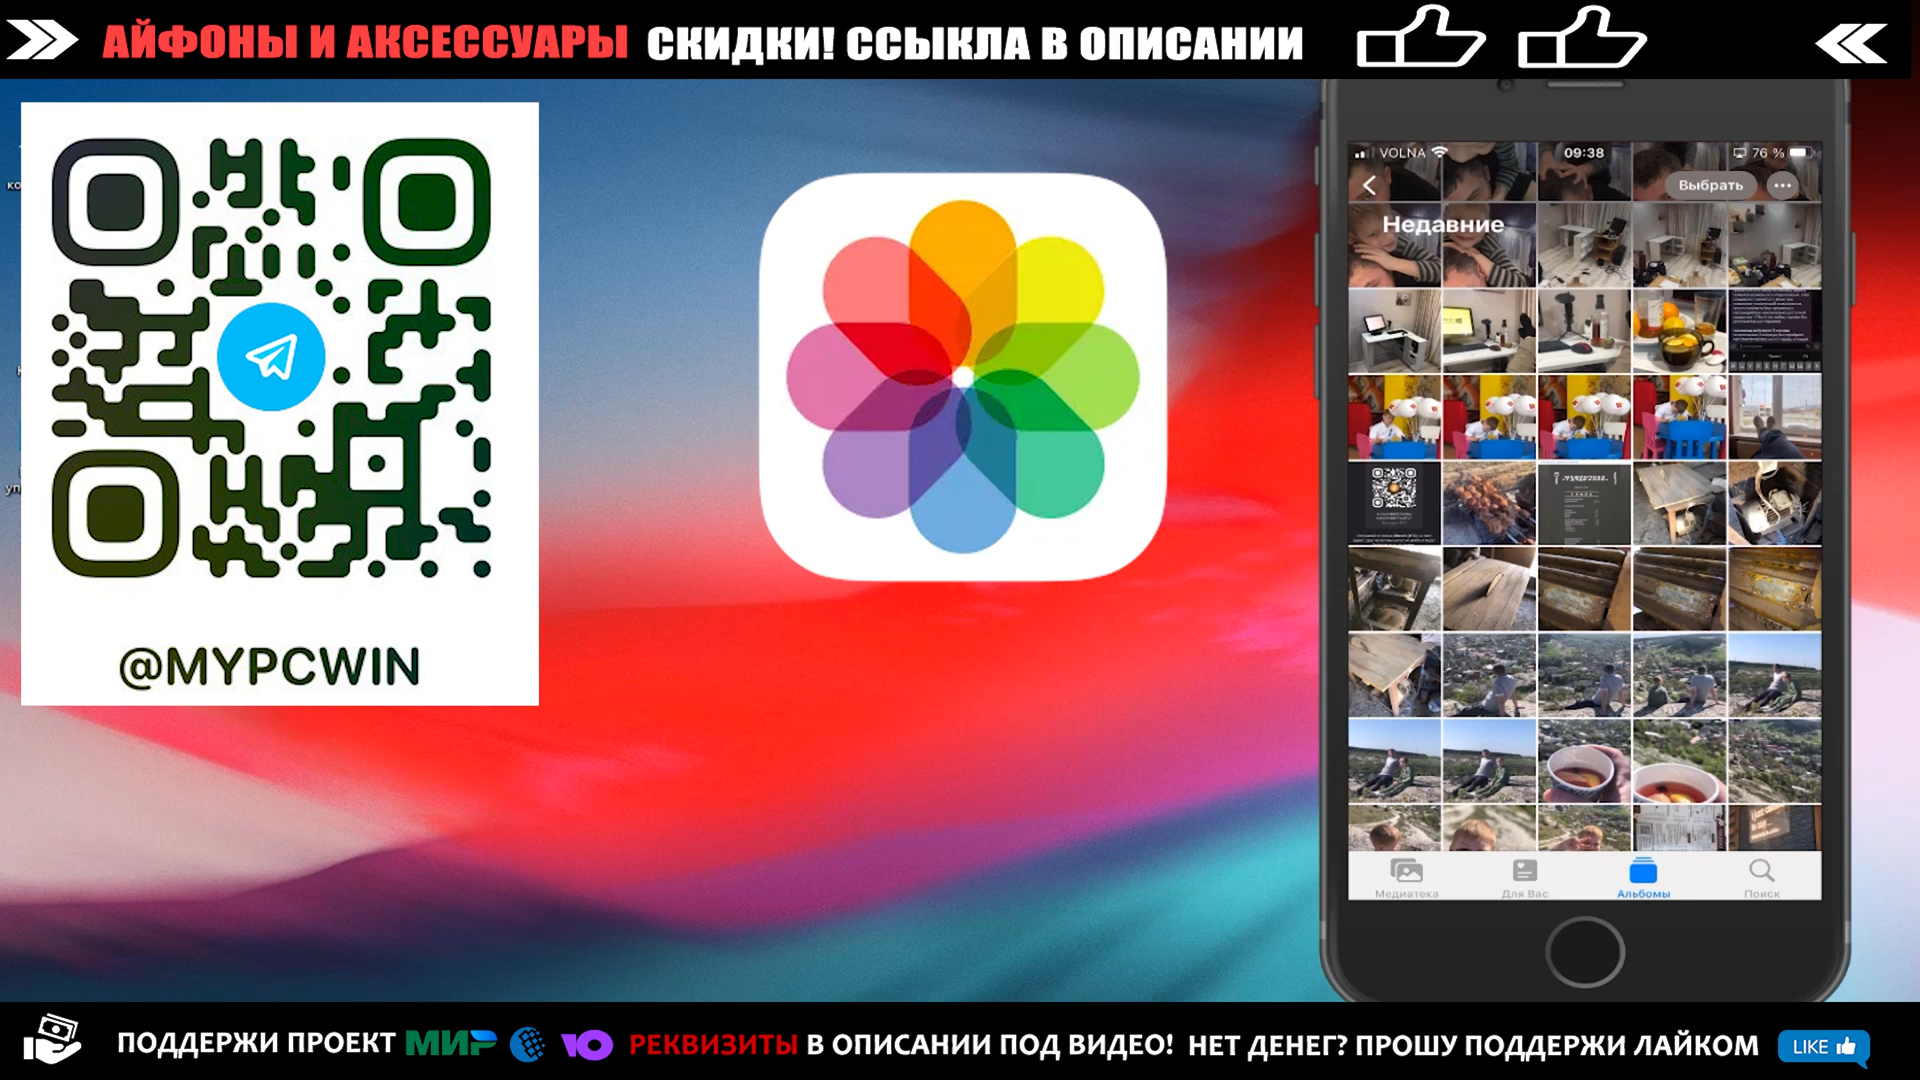 АЙФОНЫ И АКСЕССУАРЫ СКИДКИ! ССЫКЛА В ОПИСАНИИ
@MYPCWIN
VOLNA 09:38 76 %
Выбрать
Недавние
Медиатека Для Вас Альбомы Поиск
ПОДДЕРЖИ ПРОЕКТ МИР Ю РЕКВИЗИТЫ В ОПИСАНИИ ПОД ВИДЕО! НЕТ ДЕНЕГ? ПРОШУ ПОДДЕРЖИ ЛАЙКОМ LIKE